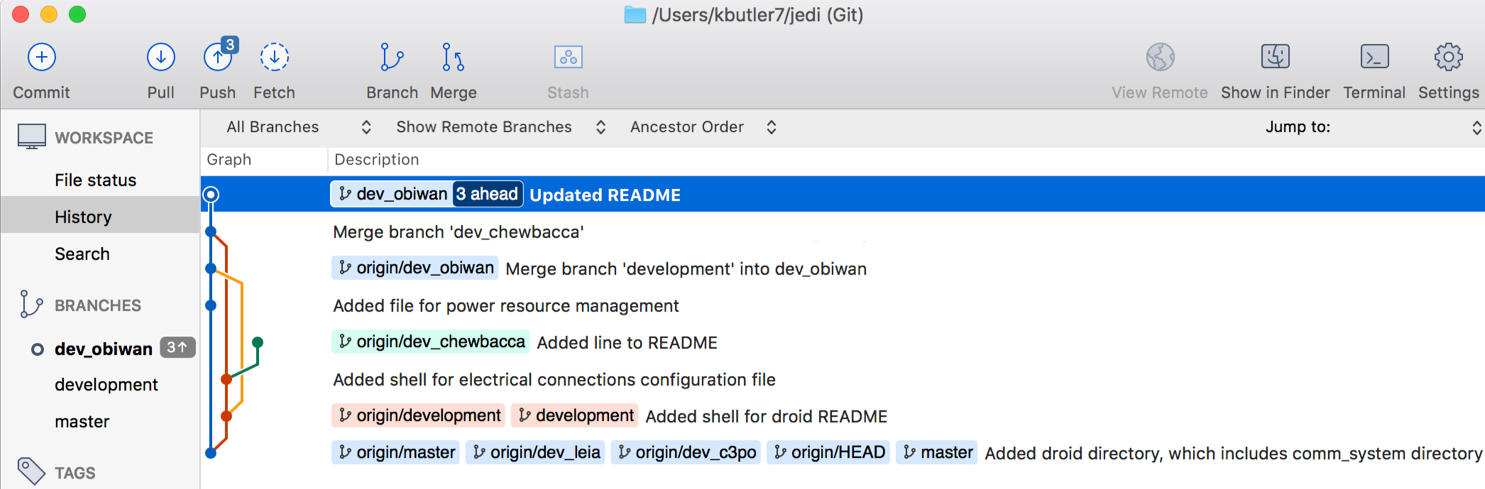 /Users/kbutler7/jedi (Git)
3
Commit Pull Push Fetch Branch Merge Stash View Remote Show in Finder Terminal Settings
WORKSPACE
File status
History
Search
BRANCHES
dev_obiwan 3↑
development
master
TAGS
All Branches Show Remote Branches Ancestor Order Jump to:
Graph Description
dev_obiwan 3 ahead Updated README
Merge branch 'dev_chewbacca'
origin/dev_obiwan Merge branch 'development' into dev_obiwan
Added file for power resource management
origin/dev_chewbacca Added line to README
Added shell for electrical connections configuration file
origin/development development Added shell for droid README
origin/master origin/dev_leia origin/dev_c3po origin/HEAD master Added droid directory, which includes comm_system directory